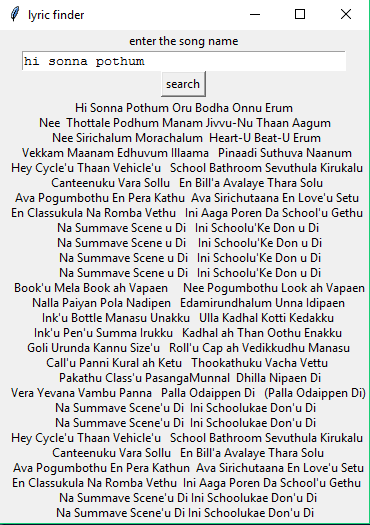 lyric finder
enter the song name
hi sonna pothum
search
Hi Sonna Pothum Oru Bodha Onnu Erum
Nee Thottale Podhum Manam Jivvu-Nu Thaan Aagum
Nee Sirichalum Morachalum Heart-U Beat-U Erum
Vekkam Maanam Edhuvum Illaama Pinaadi Suthuva Naanum
Hey Cycle'u Thaan Vehicle'u School Bathroom Sevuthula Kirukalu
Canteenuku Vara Sollu En Bill'a Avalaye Thara Solu
Ava Pogumbothu En Pera Kathu Ava Sirichutaana En Love'u Setu
En Classukula Na Romba Vethu Ini Aaga Poren Da School'u Gethu
Na Summave Scene u Di Ini Schoolu'Ke Don u Di
Na Summave Scene u Di Ini Schoolu'Ke Don u Di
Na Summave Scene u Di Ini Schoolu'Ke Don u Di
Na Summave Scene u Di Ini Schoolu'Ke Don u Di
Book'u Mela Book ah Vapaen Nee Pogumbothu Look ah Vapaen
Nalla Paiyan Pola Nadipen Edamirundhalum Unna Idipaen
Ink'u Bottle Manasu Unakku Ulla Kadhal Kotti Kedakku
Ink'u Pen'u Summa Irukku Kadhal ah Than Oothu Enakku
Goli Urunda Kannu Size'u Roll'u Cap ah Vedikkudhu Manasu
Call'u Panni Kural ah Ketu Thookathuku Vacha Vettu
Pakathu Class'u PasangaMunnal Dhilla Nipaen Di
Vera Yevana Vambu Panna Palla Odaippen Di (Palla Odaippen Di)
Na Summave Scene'u Di Ini Schoolukae Don'u Di
Na Summave Scene'u Di Ini Schoolukae Don'u Di
Hey Cycle'u Thaan Vehicle'u School Bathroom Sevuthula Kirukalu
Canteenuku Vara Sollu En Bill'u Avalaye Thara Solu
Ava Pogumbothu En Pera Kathun Ava Sirichutaana En Love'u Setu
En Classukula Na Romba Vethu Ini Aaga Poren Da School'u Gethu
Na Summave Scene'u Di Ini Schoolukae Don'u Di
Na Summave Scene'u Di Ini Schoolukae Don'u Di